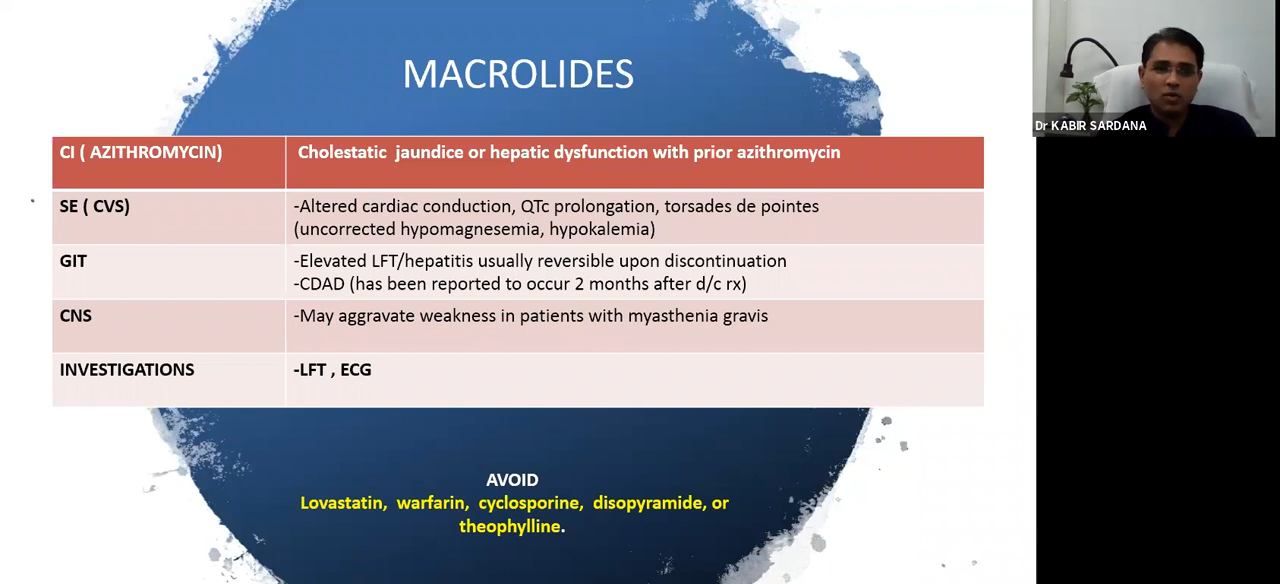 MACROLIDES
CI ( AZITHROMYCIN)
Cholestatic jaundice or hepatic dysfunction with prior azithromycin
SE ( CVS)
-Altered cardiac conduction, QTc prolongation, torsades de pointes
(uncorrected hypomagnesemia, hypokalemia)
GIT
-Elevated LFT/hepatitis usually reversible upon discontinuation
-CDAD (has been reported to occur 2 months after d/c rx)
CNS
-May aggravate weakness in patients with myasthenia gravis
INVESTIGATIONS
-LFT , ECG
AVOID
Lovastatin, warfarin, cyclosporine, disopyramide, or
theophylline.
Dr KABIR SARDANA